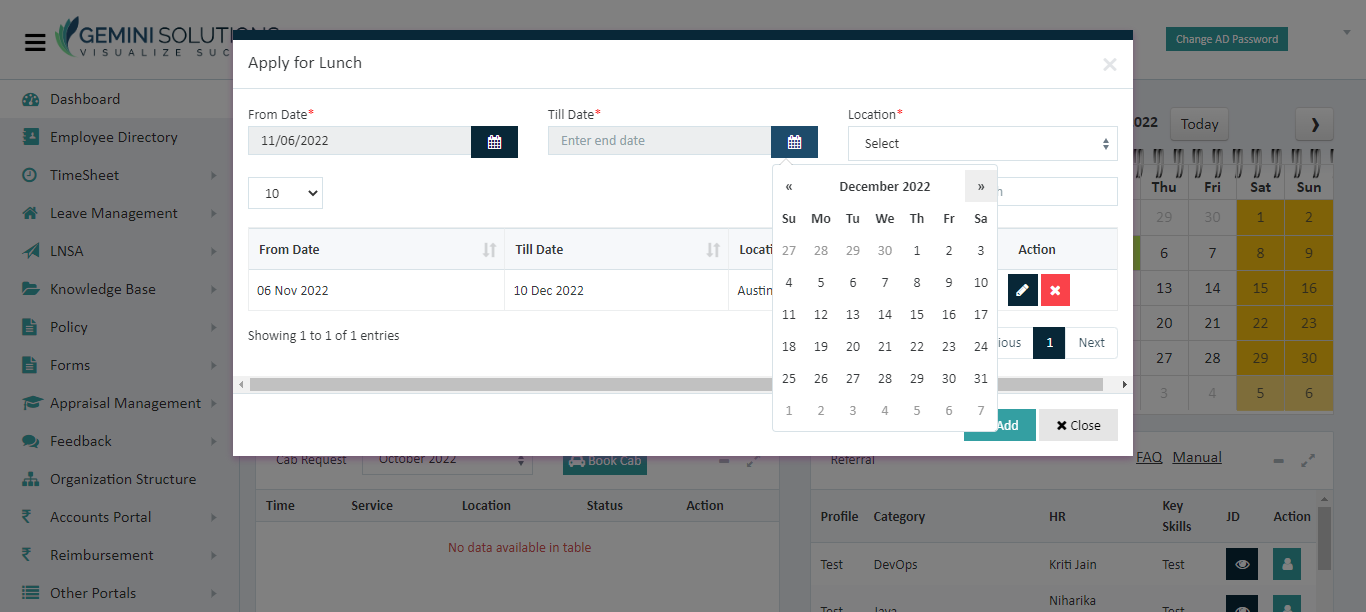 GEMINI SOLUTIONS
VISUALIZE SUC
Change AD Password
Dashboard
Employee Directory
TimeSheet
Leave Management
LNSA
Knowledge Base
Policy
Forms
Appraisal Management
Feedback
Organization Structure
Accounts Portal
Reimbursement
Other Portals
Apply for Lunch
×
From Date*
Till Date*
Location*
11/06/2022
Enter end date
Select
10
From Date
Till Date
Locati
Action
06 Nov 2022
10 Dec 2022
Austin
Showing 1 to 1 of 1 entries
ious
1
Next
Add
Close
« December 2022 »
Su Mo Tu We Th Fr Sa
27 28 29 30 1 2 3
4 5 6 7 8 9 10
11 12 13 14 15 16 17
18 19 20 21 22 23 24
25 26 27 28 29 30 31
1 2 3 4 5 6 7
022
Today
❯
Thu Fri Sat Sun
29 30 1 2
6 7 8 9
13 14 15 16
20 21 22 23
27 28 29 30
3 4 5 6
Cab Request
October 2022
Book Cab
Time Service Location Status Action
No data available in table
Referral
FAQ
Manual
Profile Category HR Key Skills JD Action
Test DevOps Kriti Jain Test
Test Java Niharika Test